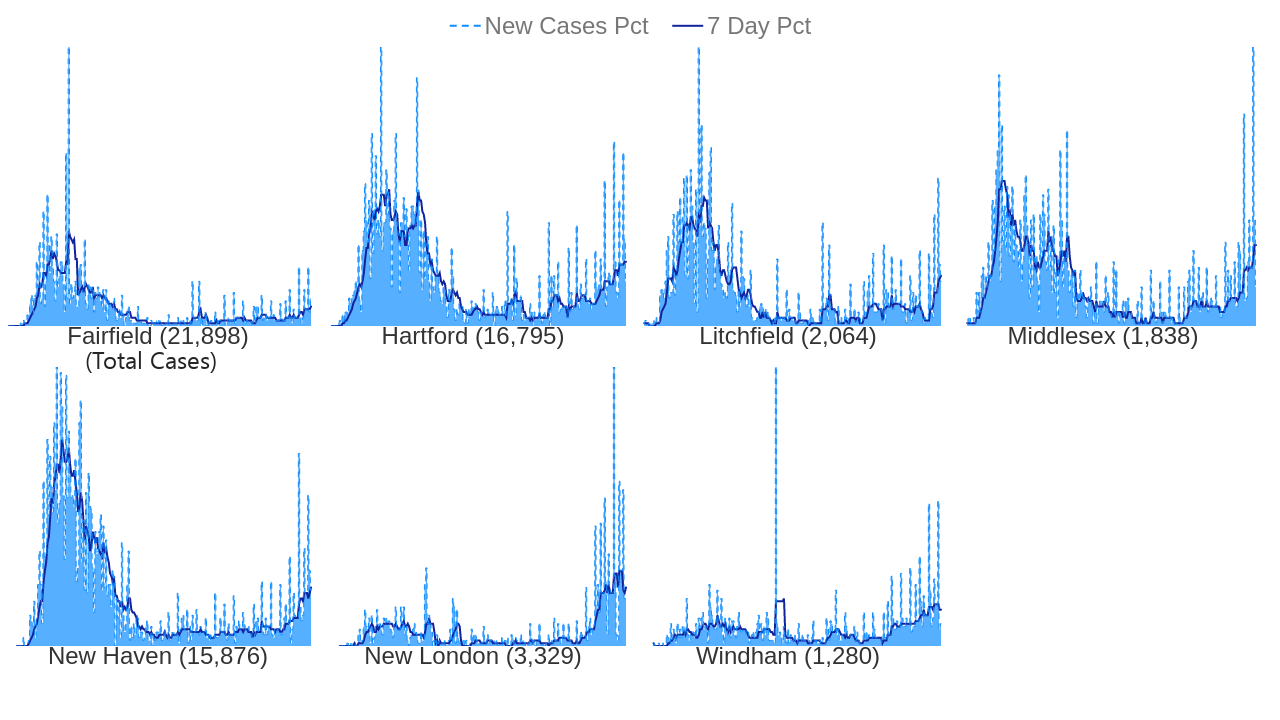 New Cases Pct 7 Day Pct
Fairfield (21,898) Hartford (16,795) Litchfield (2,064) Middlesex (1,838)
(Total Cases)
New Haven (15,876) New London (3,329) Windham (1,280)